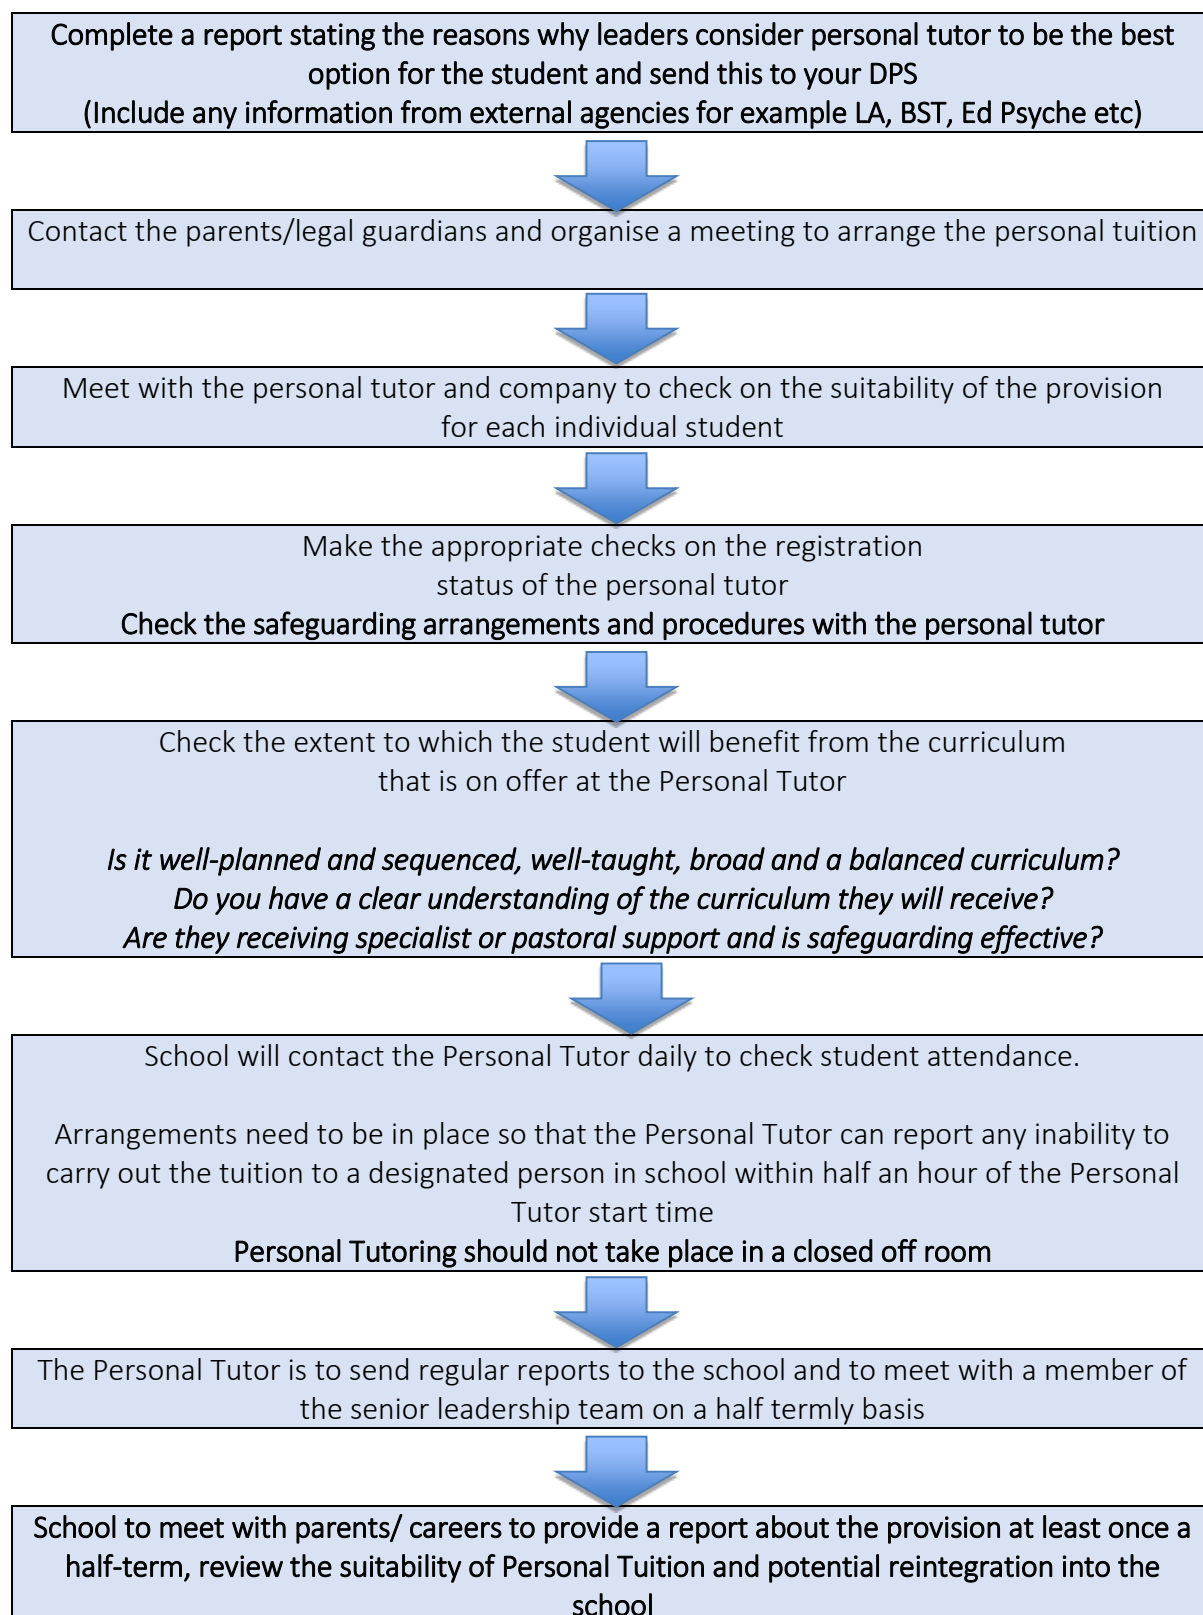 Complete a report stating the reasons why leaders consider personal tutor to be the best
option for the student and send this to your DPS
(Include any information from external agencies for example LA, BST, Ed Psyche etc)
Contact the parents/legal guardians and organise a meeting to arrange the personal tuition
Meet with the personal tutor and company to check on the suitability of the provision
for each individual student
Make the appropriate checks on the registration
status of the personal tutor
Check the safeguarding arrangements and procedures with the personal tutor
Check the extent to which the student will benefit from the curriculum
that is on offer at the Personal Tutor
Is it well-planned and sequenced, well-taught, broad and a balanced curriculum?
Do you have a clear understanding of the curriculum they will receive?
Are they receiving specialist or pastoral support and is safeguarding effective?
School will contact the Personal Tutor daily to check student attendance.
Arrangements need to be in place so that the Personal Tutor can report any inability to
carry out the tuition to a designated person in school within half an hour of the Personal
Tutor start time
Personal Tutoring should not take place in a closed off room
The Personal Tutor is to send regular reports to the school and to meet with a member of
the senior leadership team on a half termly basis
School to meet with parents/ careers to provide a report about the provision at least once a
half-term, review the suitability of Personal Tuition and potential reintegration into the
school